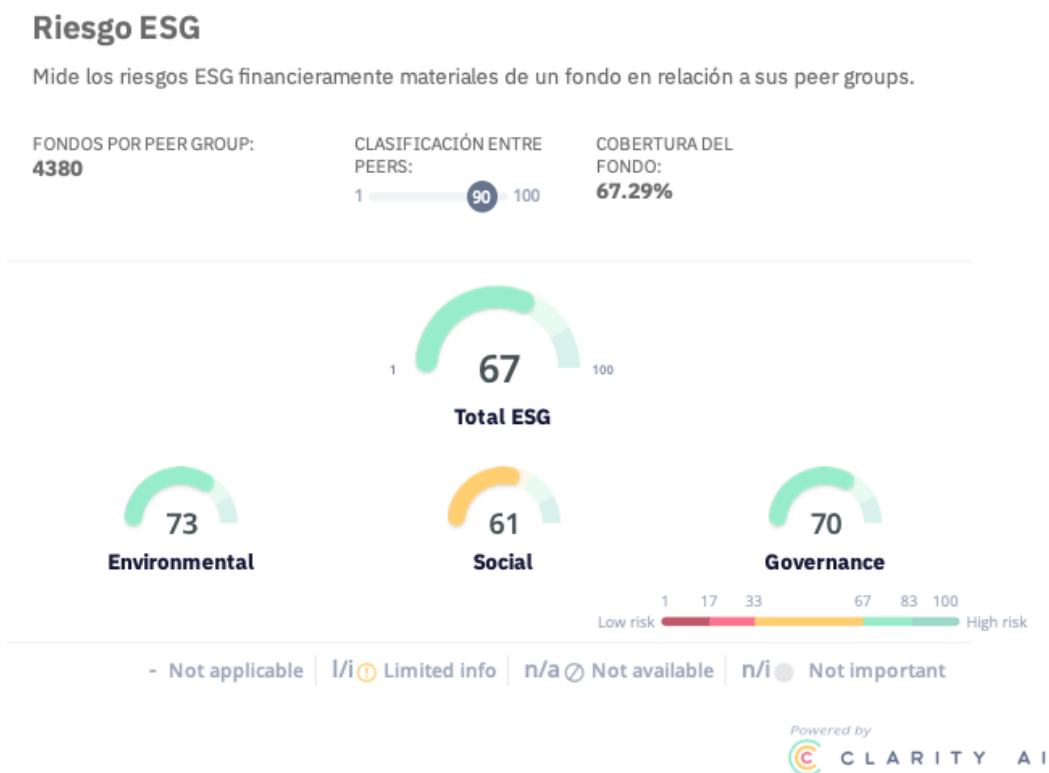 Riesgo ESG
Mide los riesgos ESG financieramente materiales de un fondo en relación a sus peer groups.
FONDOS POR PEER GROUP:
4380
CLASIFICACIÓN ENTRE
PEERS:
1 90 100
COBERTURA DEL
FONDO:
67.29%
1 67 100
Total ESG
73
Environmental
61
Social
70
Governance
1 17 33 67 83 100
Low risk High risk
- Not applicable l/i Limited info n/a Not available n/i Not important
Powered by
CLARITY AI